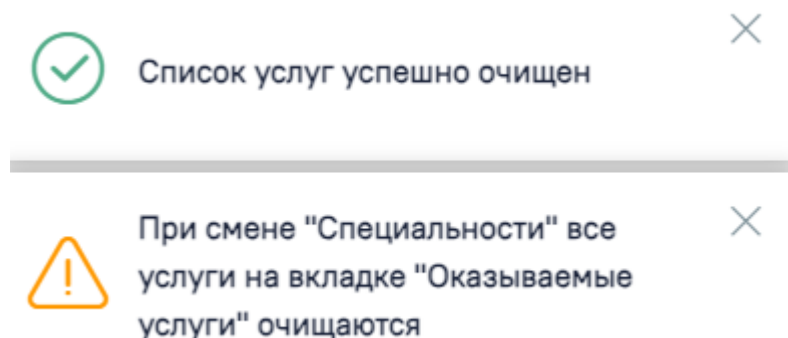 Список услуг успешно очищен
При смене "Специальности" все
услуги на вкладке "Оказываемые
услуги" очищаются